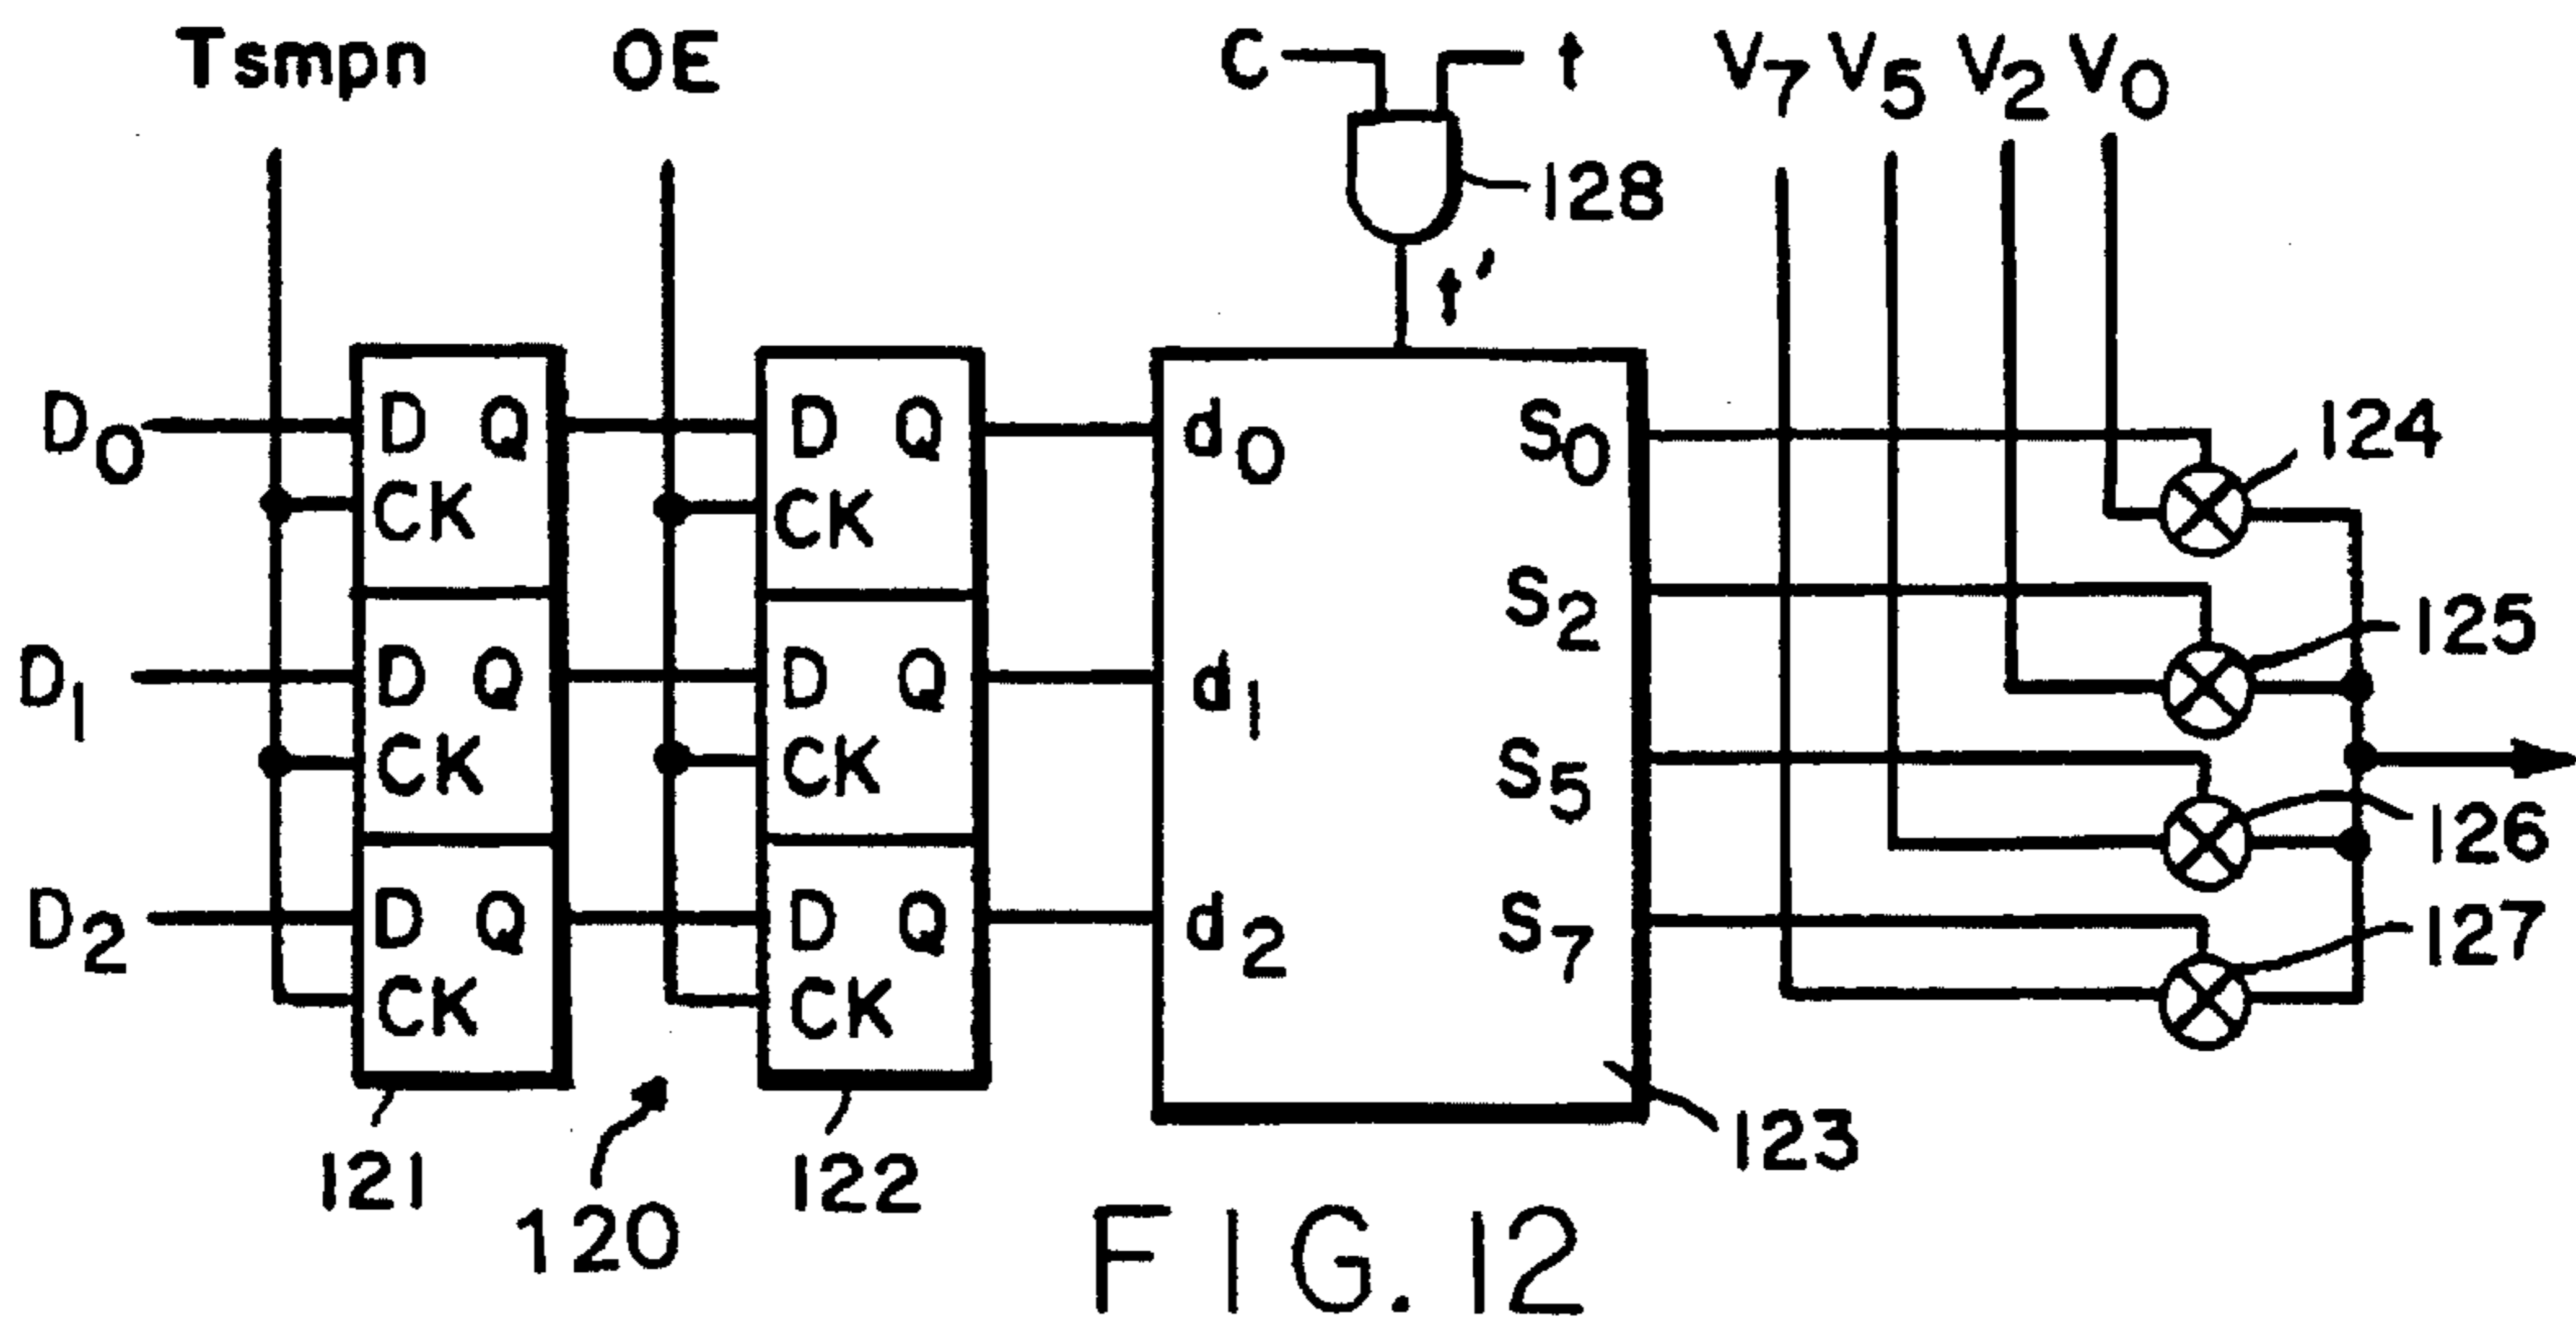 Tsmpn OE C t V7 V5 V2 V0
128
t'
D0 D Q D Q d0 S0 124
CK CK
S2 125
D1 D Q D Q d1
CK CK S5 126
D2 D Q D Q d2 S7 127
CK CK
123
121 120 122
FIG. 12